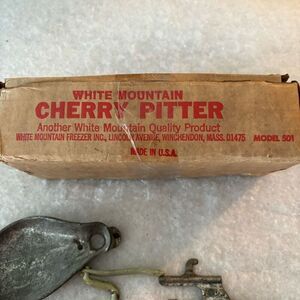 WHITE MOUNTAIN
CHERRY PITTER
Another White Mountain Quality Product
WHITE MOUNTAIN FREEZER INC., LINCOLN AVENUE, WINCHENDON, MASS. 01475 MODEL 501
MADE IN U.S.A.